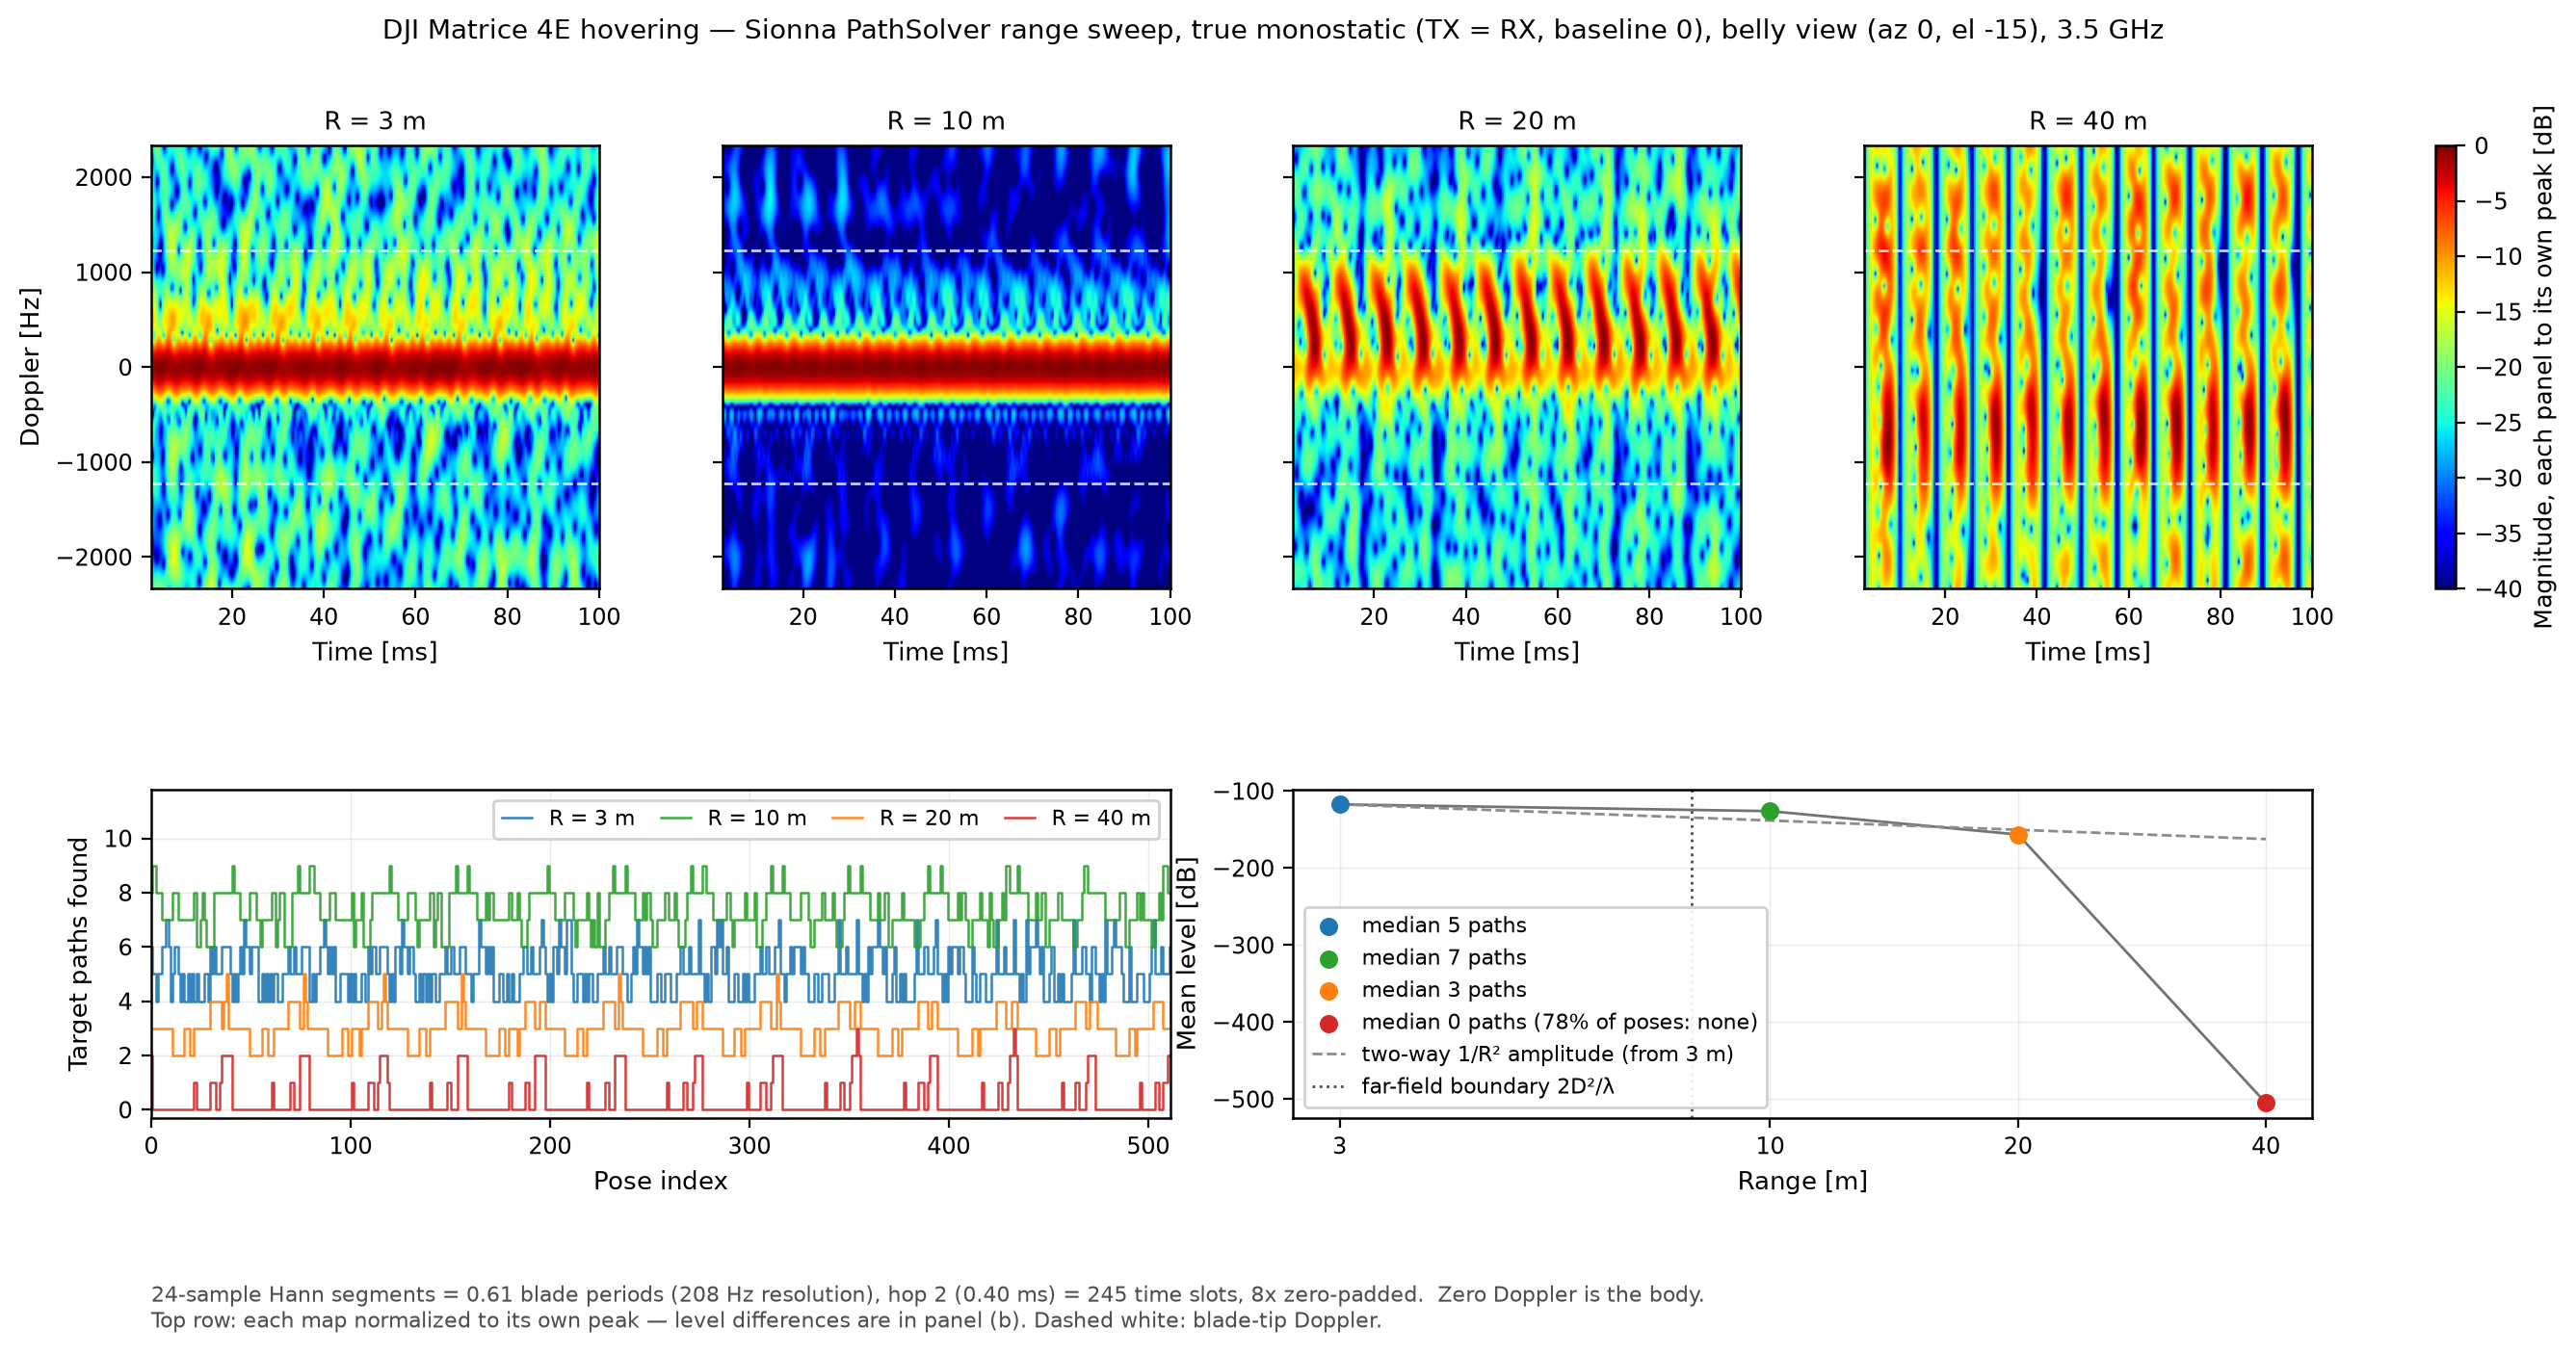 DJI Matrice 4E hovering — Sionna PathSolver range sweep, true monostatic (TX = RX, baseline 0), belly view (az 0, el -15), 3.5 GHz
R = 3 m
R = 10 m
R = 20 m
R = 40 m
Doppler [Hz]
2000
1000
0
−1000
−2000
20 40 60 80 100
20 40 60 80 100
20 40 60 80 100
20 40 60 80 100
Time [ms]
Time [ms]
Time [ms]
Time [ms]
0
−5
−10
−15
−20
−25
−30
−35
−40
Magnitude, each panel to its own peak [dB]
Target paths found
10
8
6
4
2
0
R = 3 m
R = 10 m
R = 20 m
R = 40 m
0 100 200 300 400 500
Pose index
Mean level [dB]
−100
−200
−300
−400
−500
median 5 paths
median 7 paths
median 3 paths
median 0 paths (78% of poses: none)
two-way 1/R² amplitude (from 3 m)
far-field boundary 2D²/λ
3 10 20 40
Range [m]
24-sample Hann segments = 0.61 blade periods (208 Hz resolution), hop 2 (0.40 ms) = 245 time slots, 8x zero-padded.  Zero Doppler is the body.
Top row: each map normalized to its own peak — level differences are in panel (b). Dashed white: blade-tip Doppler.